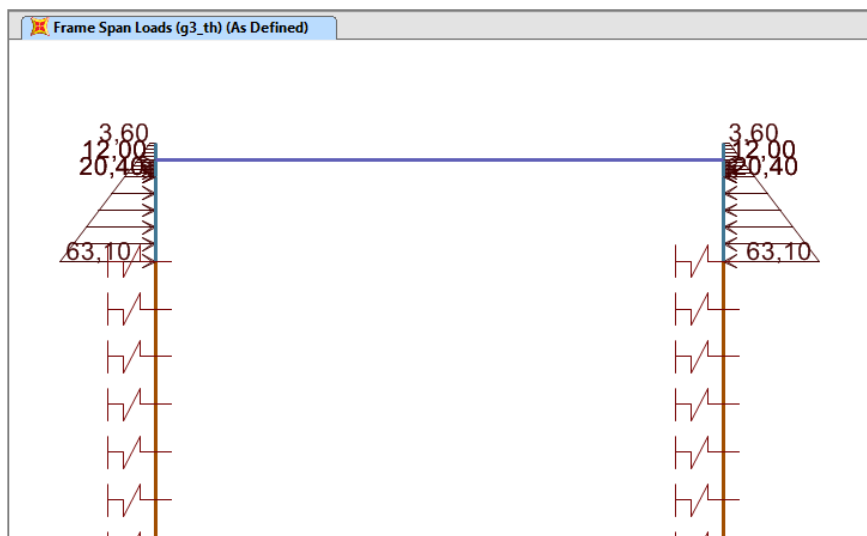 Frame Span Loads (g3_th) (As Defined)
3,60 3,60
12,00 12,00
20,40 20,40
63,10 63,10